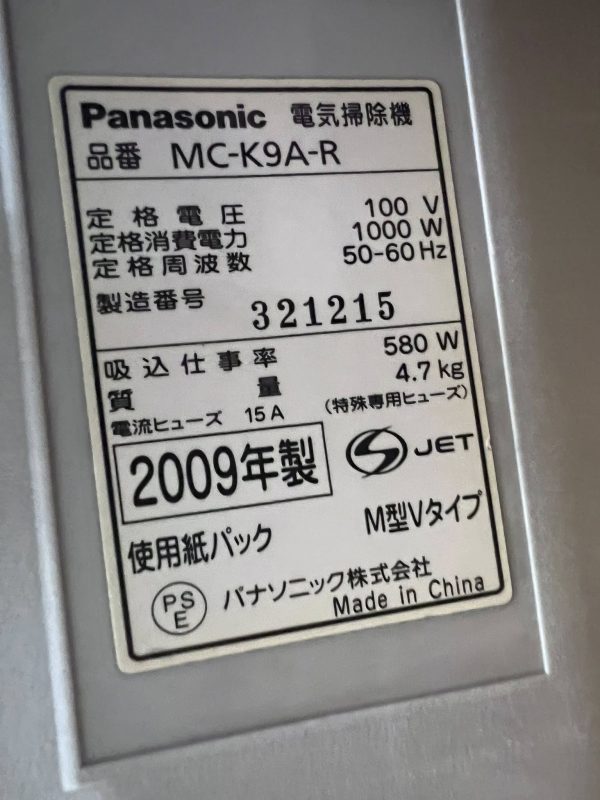 Panasonic 電気掃除機
品番 MC-K9A-R
定格電圧 100 V
定格消費電力 1000 W
定格周波数 50-60 Hz
製造番号 321215
吸込仕事率 580 W
質量 4.7 kg
電流ヒューズ 15 A (特殊専用ヒューズ)
2009年製 S JET
使用紙パック M型Vタイプ
PSE パナソニック株式会社
Made in China